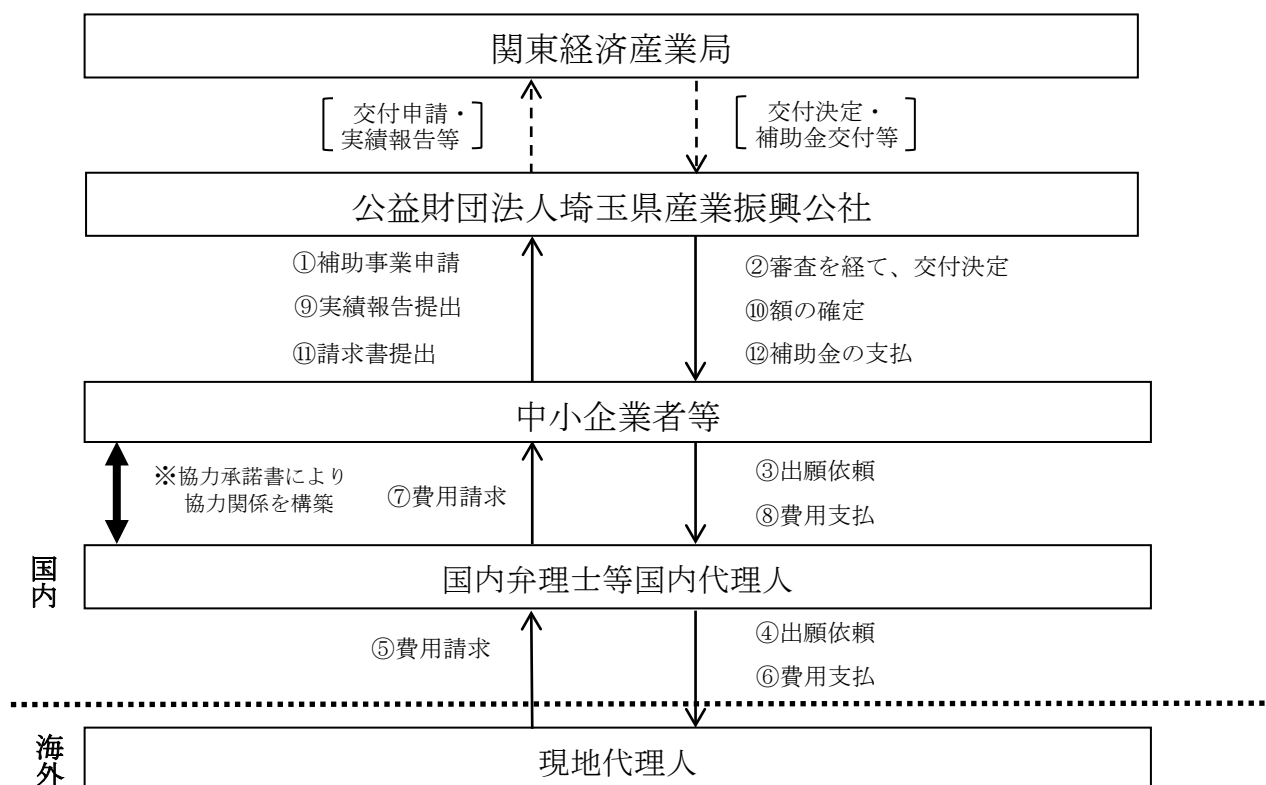 関東経済産業局
交付申請・
実績報告等
交付決定・
補助金交付等
公益財団法人埼玉県産業振興公社
①補助事業申請
⑨実績報告提出
⑪請求書提出
②審査を経て、交付決定
⑩額の確定
⑫補助金の支払
中小企業者等
※協力承諾書により
協力関係を構築
⑦費用請求
③出願依頼
⑧費用支払
国内
国内弁理士等国内代理人
⑤費用請求
④出願依頼
⑥費用支払
海外
現地代理人